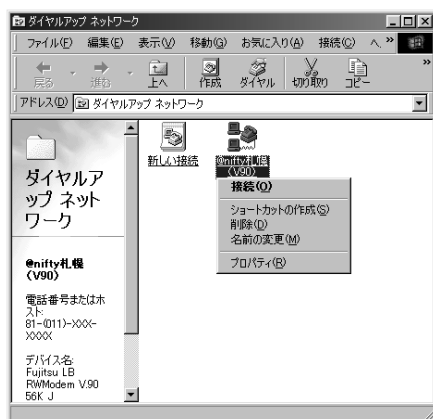 ダイヤルアップ ネットワーク
ファイル(F) 編集(E) 表示(V) 移動(G) お気に入り(A) 接続(C) ヘ »
戻る 進む 上へ 作成 ダイヤル 切り取り コピー »
アドレス(D) ダイヤルアップ ネットワーク
新しい接続
@nifty札幌
(V90)
接続(O)
ショートカットの作成(S)
削除(D)
名前の変更(M)
プロパティ(R)
ダイヤルア
ップ ネット
ワーク
@nifty札幌
(V90)
電話番号またはホ
スト:
81-(011)-XXX-
XXXX
デバイス名:
Fujitsu LB
RWModem V.90
56K J